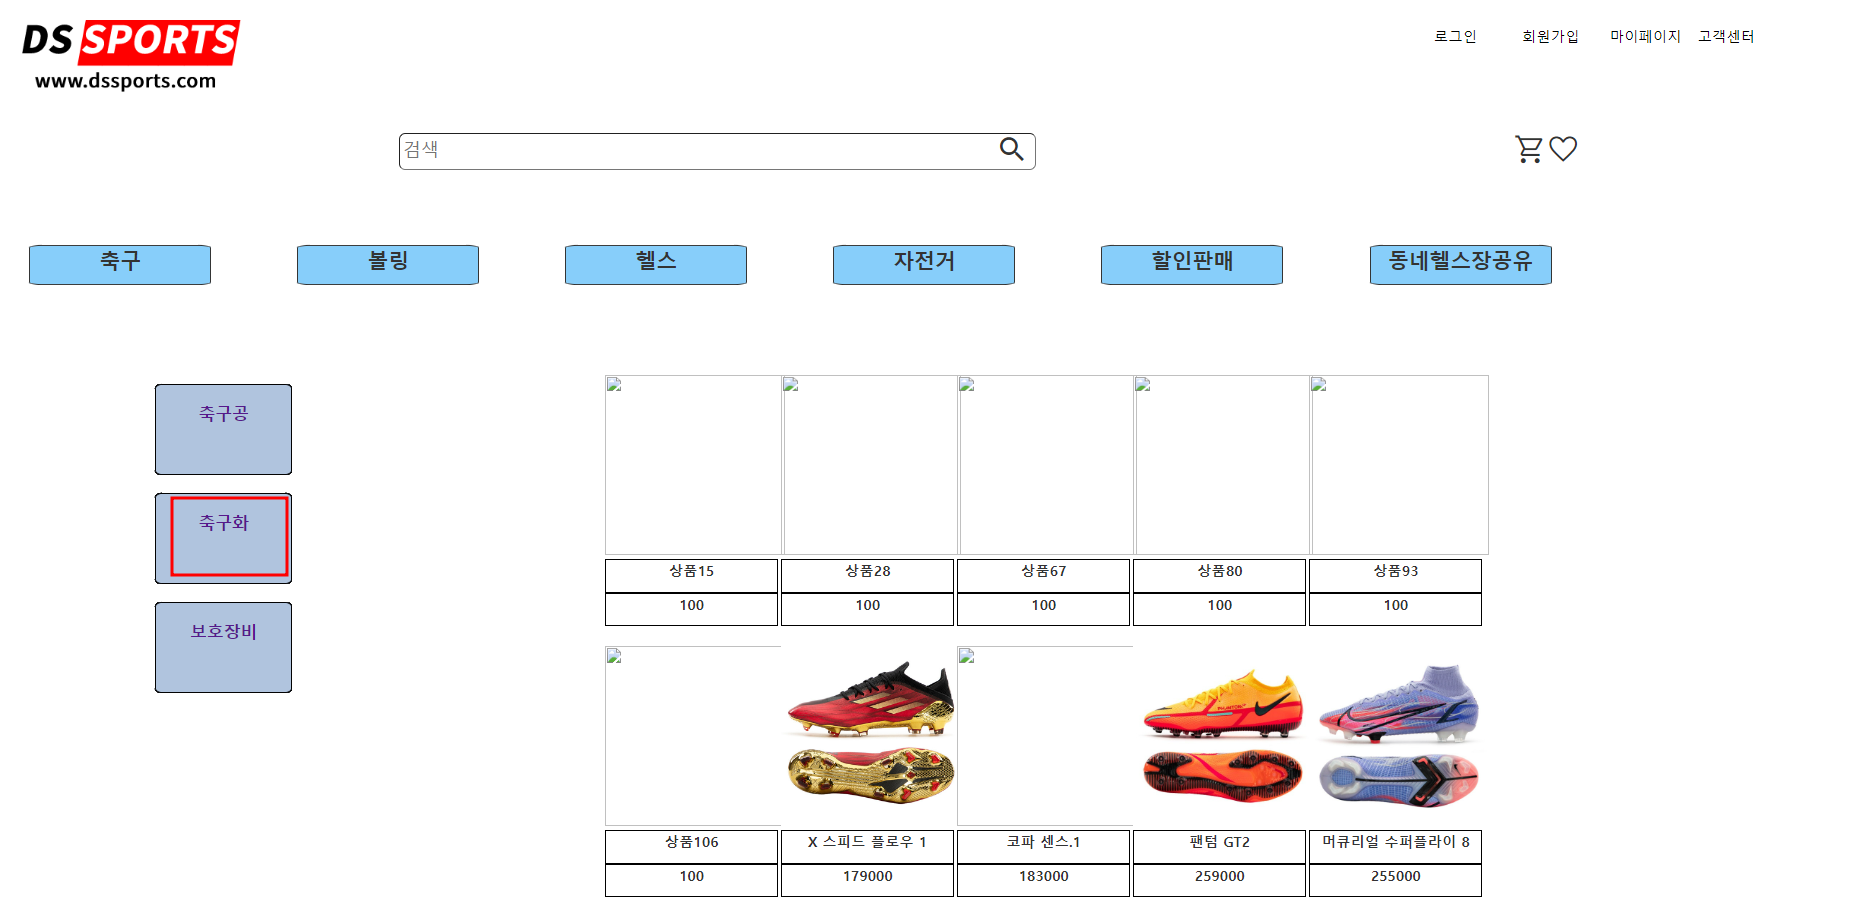 DS SPORTS
www.dssports.com
로그인 회원가입 마이페이지 고객센터
검색
축구 볼링 헬스 자전거 할인판매 동네헬스장공유
축구공
축구화
보호장비
상품15 상품28 상품67 상품80 상품93
100 100 100 100 100
상품106 X 스피드 플로우 1 코파 센스.1 팬텀 GT2 머큐리얼 수퍼플라이 8
100 179000 183000 259000 255000